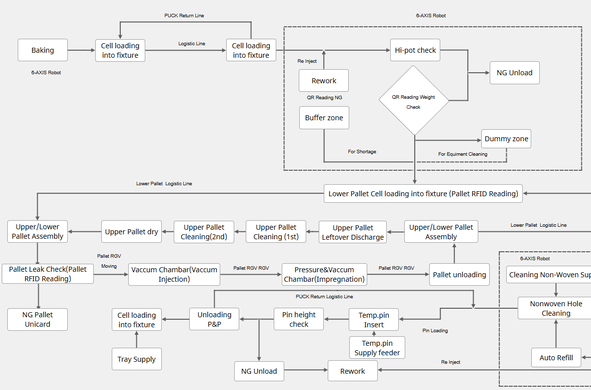 PUCK Return Line
6-AXIS Robot
Baking
Cell loading
into fixture
Logistic Line
Cell loading
into fixture
Hi-pot check
6-AXIS Robot
Re Inject
Rework
NG Unload
QR Reading NG
QR Reading Weight
Check
Buffer zone
Dummy zone
For Shortage
For Equiment Cleaning
Lower Pallet Logistic Line
Lower Pallet Cell loading into fixture (Pallet RFID Reading)
Upper/Lower
Pallet Assembly
Upper Pallet dry
Upper Pallet
Cleaning(2nd)
Upper Pallet
Cleaning (1st)
Upper Pallet
Leftover Discharge
Upper/Lower Pallet
Assembly
Lower Pallet Logistic Line
Pallet RGV
Moving
6-AXIS Robot
Pallet Leak Check(Pallet
RFID Reading)
Vaccum Chambar(Vaccum
Injection)
Pallet RGV RGV
Pressure&Vaccum
Chambar(Impregnation)
Pallet RGV RGV
Pallet unloading
Cleaning Non-Woven Sup
PUCK Return Logistic Line
NG Pallet
Unicard
Cell loading
into fixture
Unloading
P&P
Pin height
check
Temp.pin
Insert
Pin Loading
Nonwoven Hole
Cleaning
Temp.pin
Supply feeder
Tray Supply
NG Unload
Rework
Re Inject
Auto Refill